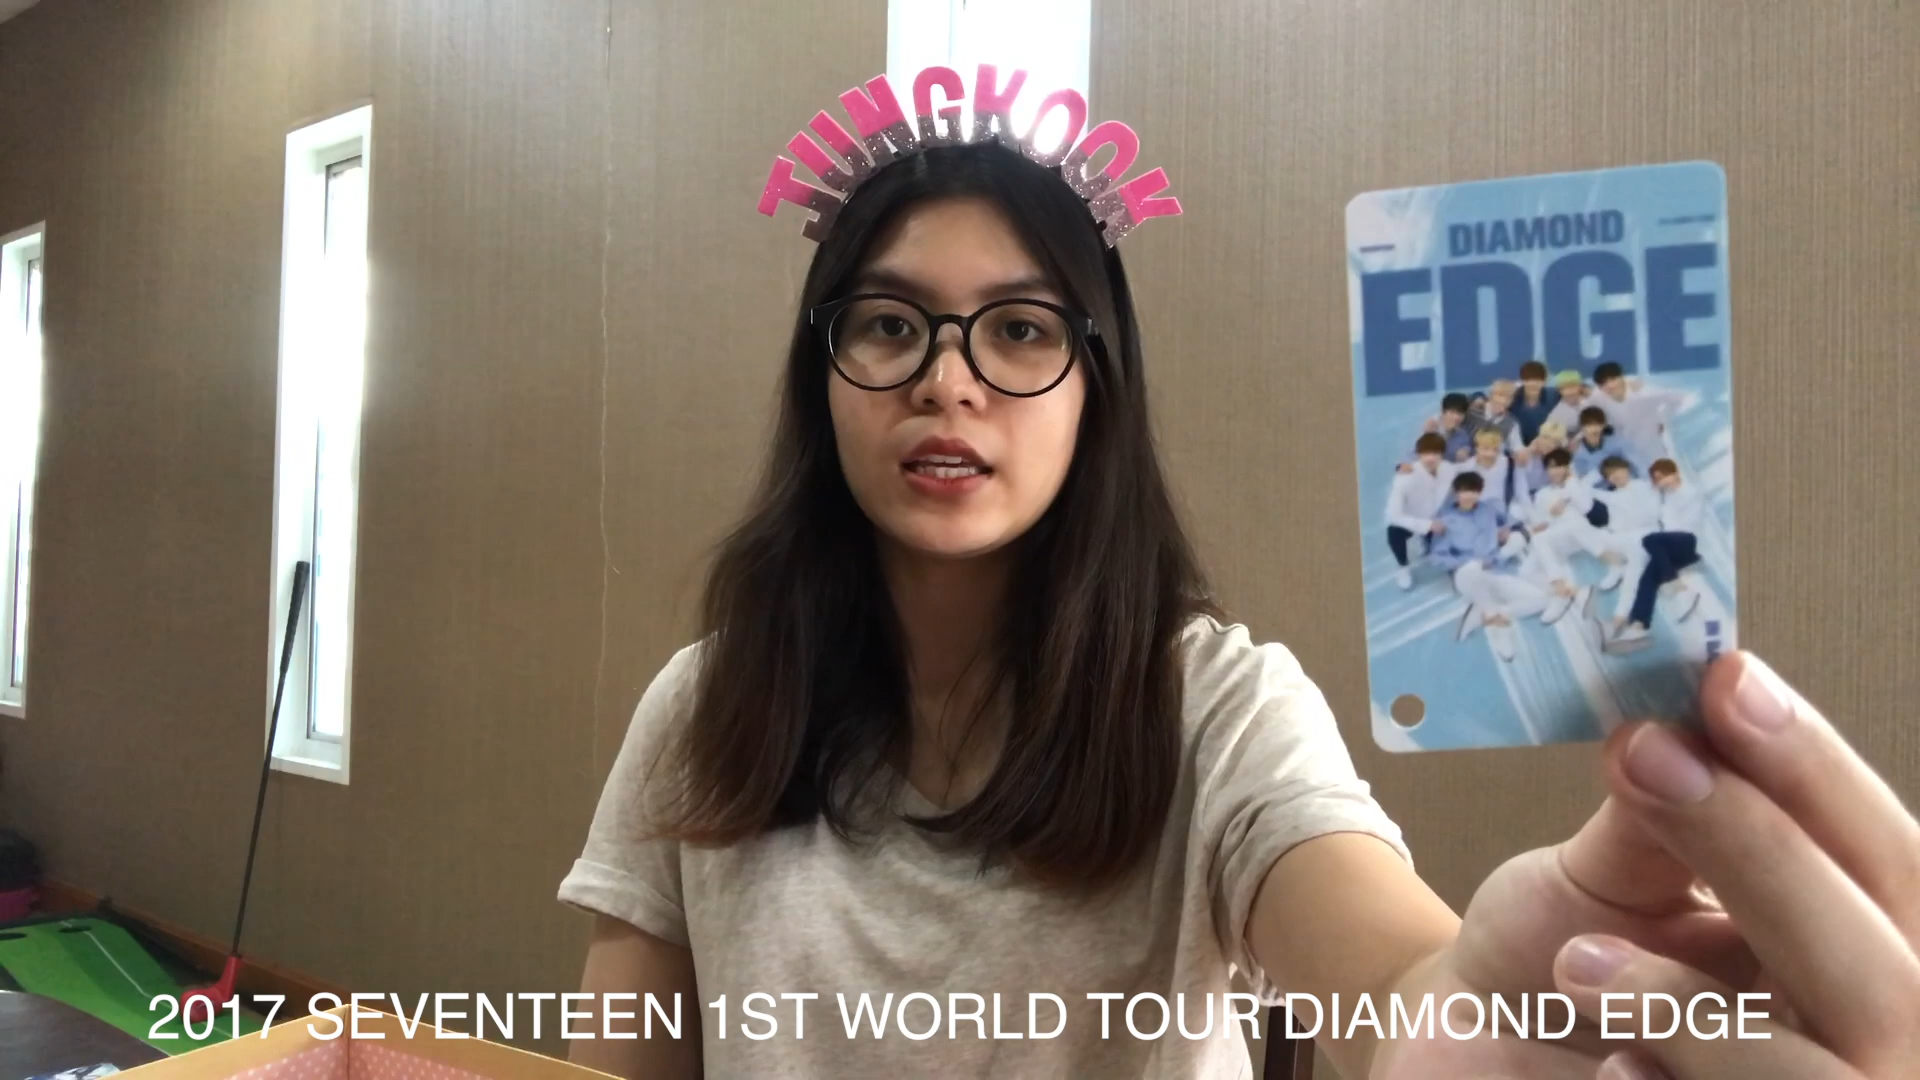 JUNGKOOK
DIAMOND
EDGE
2017 SEVENTEEN 1ST WORLD TOUR DIAMOND EDGE